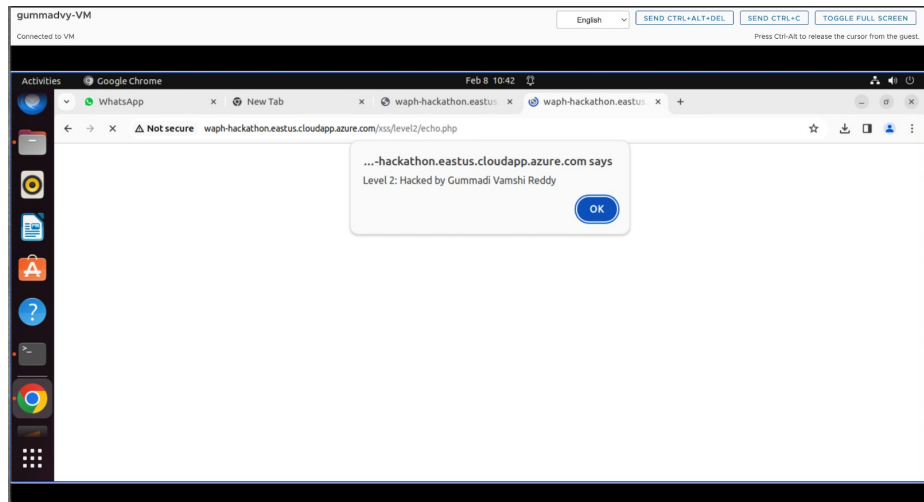 gummadvy-VM
English
SEND CTRL+ALT+DEL
SEND CTRL+C
TOGGLE FULL SCREEN
Connected to VM
Press Ctrl-Alt to release the cursor from the guest.
Activities
Google Chrome
Feb 8 10:42
WhatsApp
New Tab
waph-hackathon.eastus
waph-hackathon.eastus
Not secure
waph-hackathon.eastus.cloudapp.azure.com/xss/level2/echo.php
...-hackathon.eastus.cloudapp.azure.com says
Level 2: Hacked by Gummadi Vamshi Reddy
OK